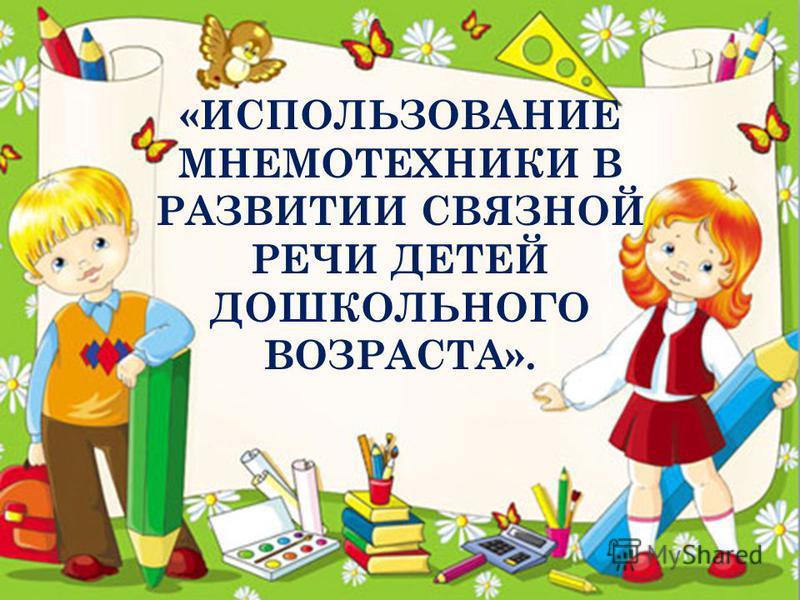 «ИСПОЛЬЗОВАНИЕ
МНЕМОТЕХНИКИ В
РАЗВИТИИ СВЯЗНОЙ
РЕЧИ ДЕТЕЙ
ДОШКОЛЬНОГО
ВОЗРАСТА».
MyShared